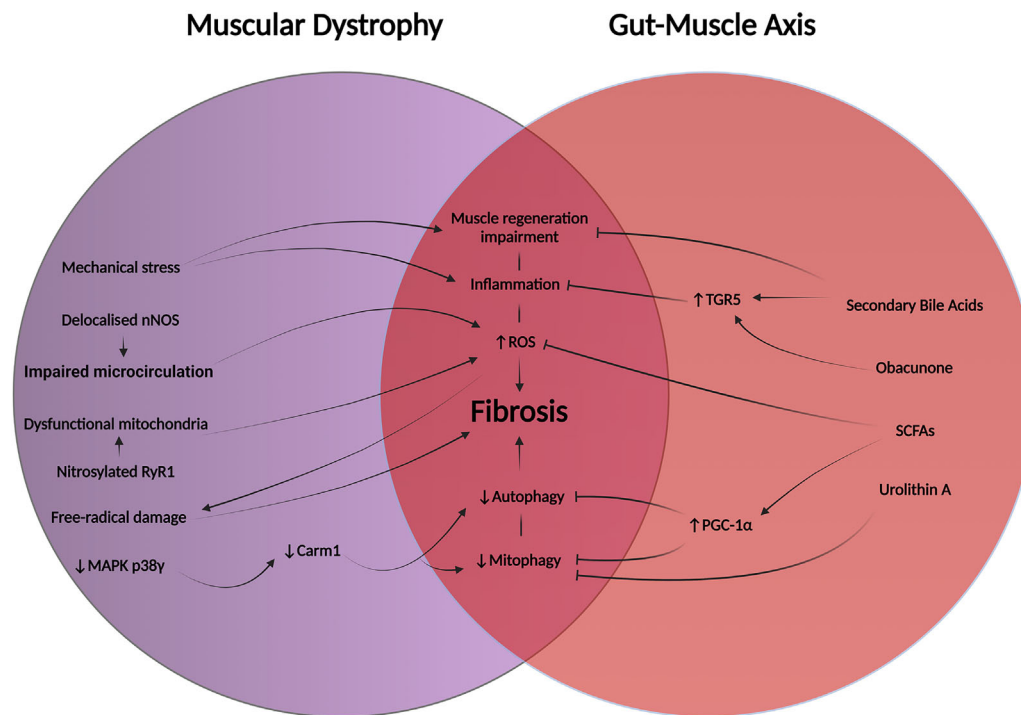 Muscular Dystrophy
Gut-Muscle Axis
Mechanical stress
Delocalised nNOS
Impaired microcirculation
Dysfunctional mitochondria
Nitrosylated RyR1
Free-radical damage
↓MAPK p38γ
↓Carm1
Muscle regeneration
impairment
Inflammation
↑ROS
Fibrosis
↓Autophagy
↓Mitophagy
↑TGR5
Secondary Bile Acids
Obacunone
SCFAs
Urolithin A
↑PGC-1α